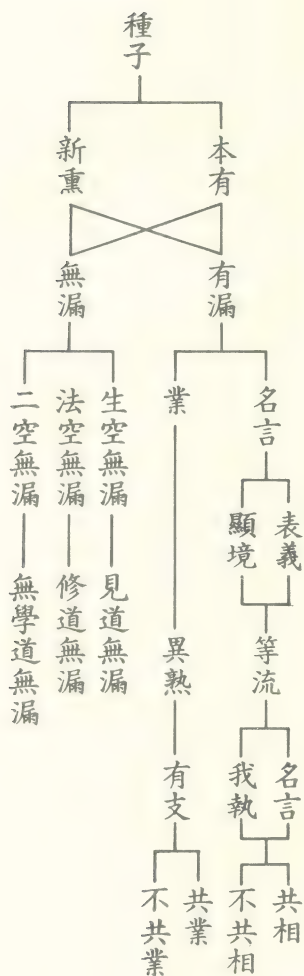 種子
本有
新熏
有漏
無漏
名言
業
生空無漏
法空無漏
二空無漏
表義
顯境
異熟
見道無漏
修道無漏
無學道無漏
等流
有支
名言
我執
共業
不共業
共相
不共相